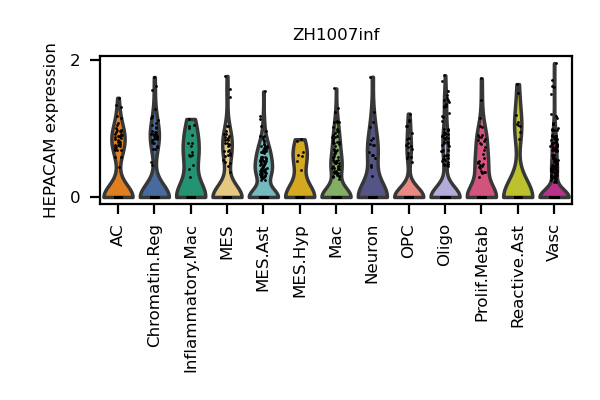 ZH1007inf
HEPACAM expression
2
0
AC
Chromatin.Reg
Inflammatory.Mac
MES
MES.Ast
MES.Hyp
Mac
Neuron
OPC
Oligo
Prolif.Metab
Reactive.Ast
Vasc